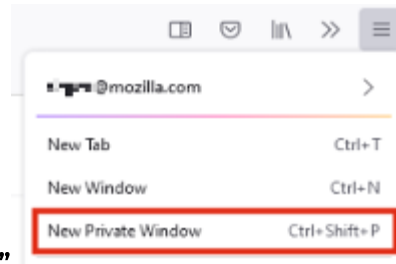 @mozilla.com
New Tab Ctrl+T
New Window Ctrl+N
New Private Window Ctrl+Shift+P
”